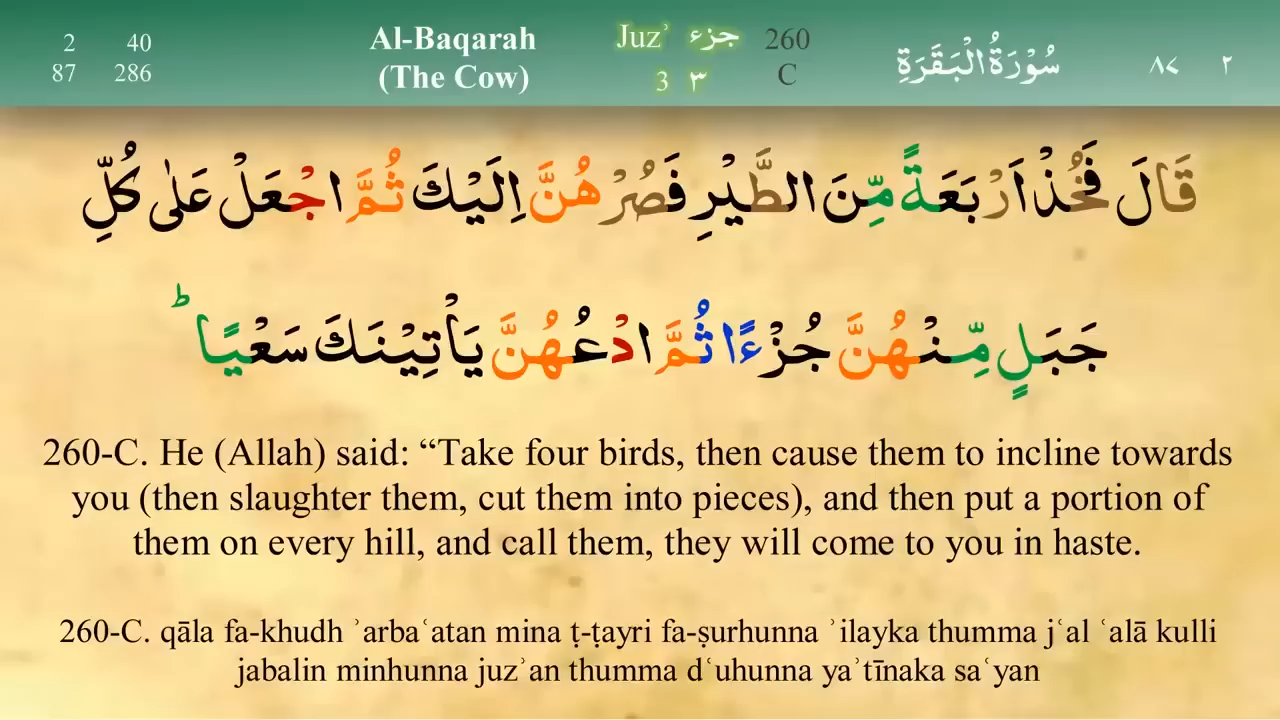 2 40
87 286
Al-Baqarah
(The Cow)
Juzʾ جزء
3 ٣
260
C
سُوْرَةُ الْبَقَرَةِ
٨٧ ٢
قَالَ فَخُذْ اَرْبَعَةً مِّنَ الطَّيْرِ فَصُرْهُنَّ اِلَيْكَ ثُمَّ اجْعَلْ عَلٰى كُلِّ
جَبَلٍ مِّنْهُنَّ جُزْءًا ثُمَّ ادْعُهُنَّ يَاْتِيْنَكَ سَعْيًا ؕ
260-C. He (Allah) said: “Take four birds, then cause them to incline towards
you (then slaughter them, cut them into pieces), and then put a portion of
them on every hill, and call them, they will come to you in haste.
260-C. qāla fa-khudh ʾarbaʿatan mina ṭ-ṭayri fa-ṣurhunna ʾilayka thumma jʿal ʿalā kulli
jabalin minhunna juzʾan thumma dʿuhunna yaʾtīnaka saʿyan